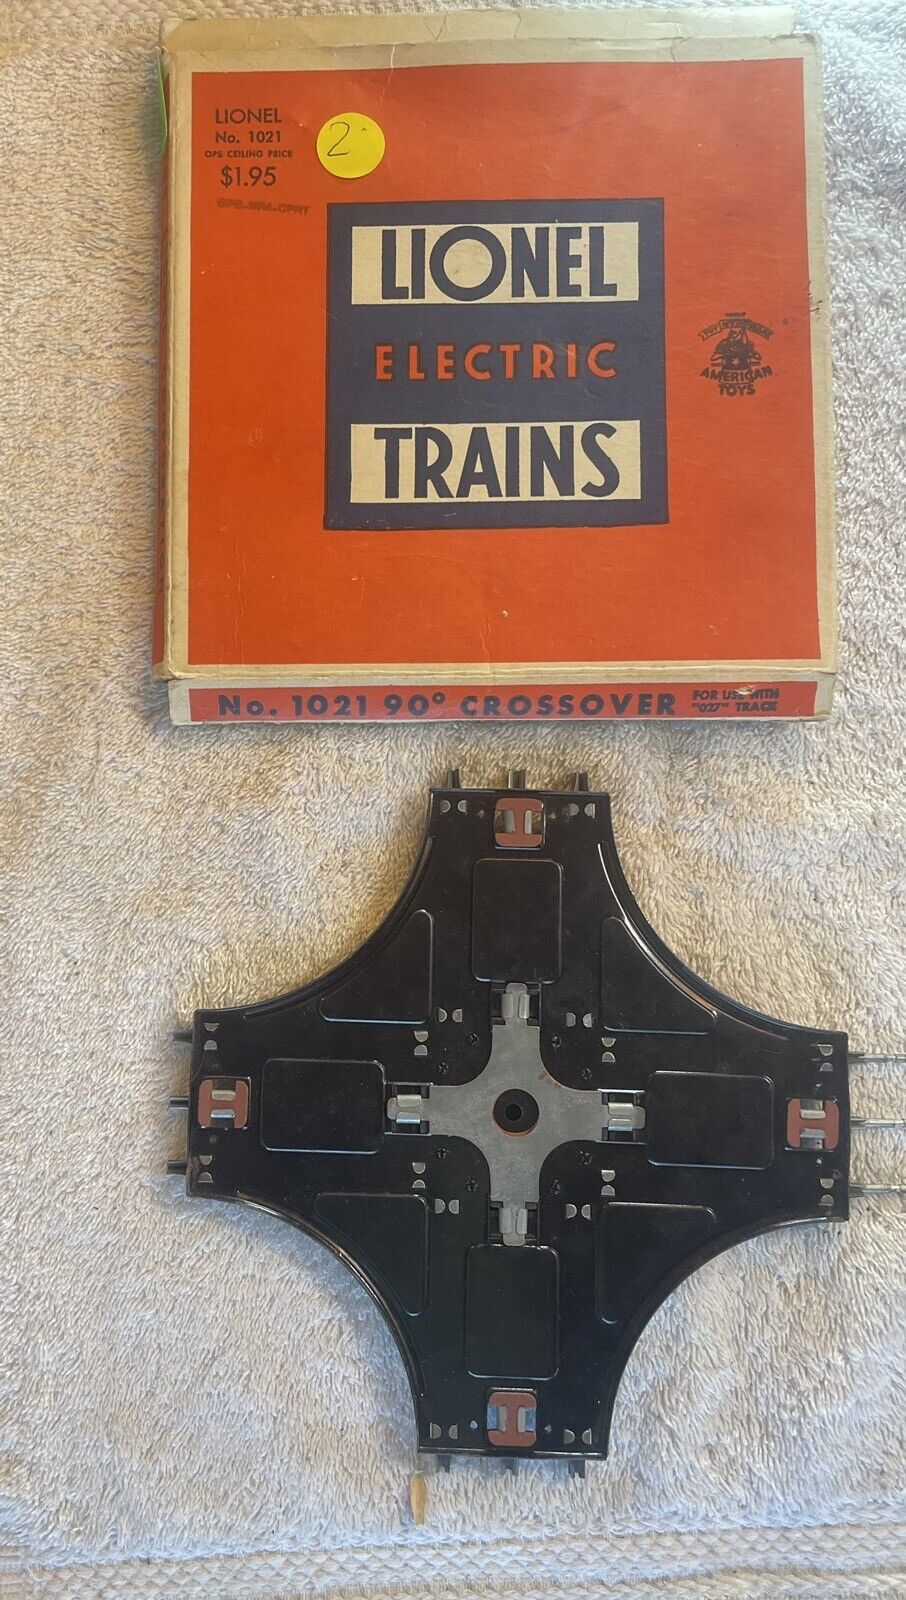 LIONEL
No. 1021
OPS CEILING PRICE
$1.95
2
LIONEL
ELECTRIC
TRAINS
AMERICAN
TOYS
No. 1021 90° CROSSOVER
FOR USE WITH
"027" TRACK